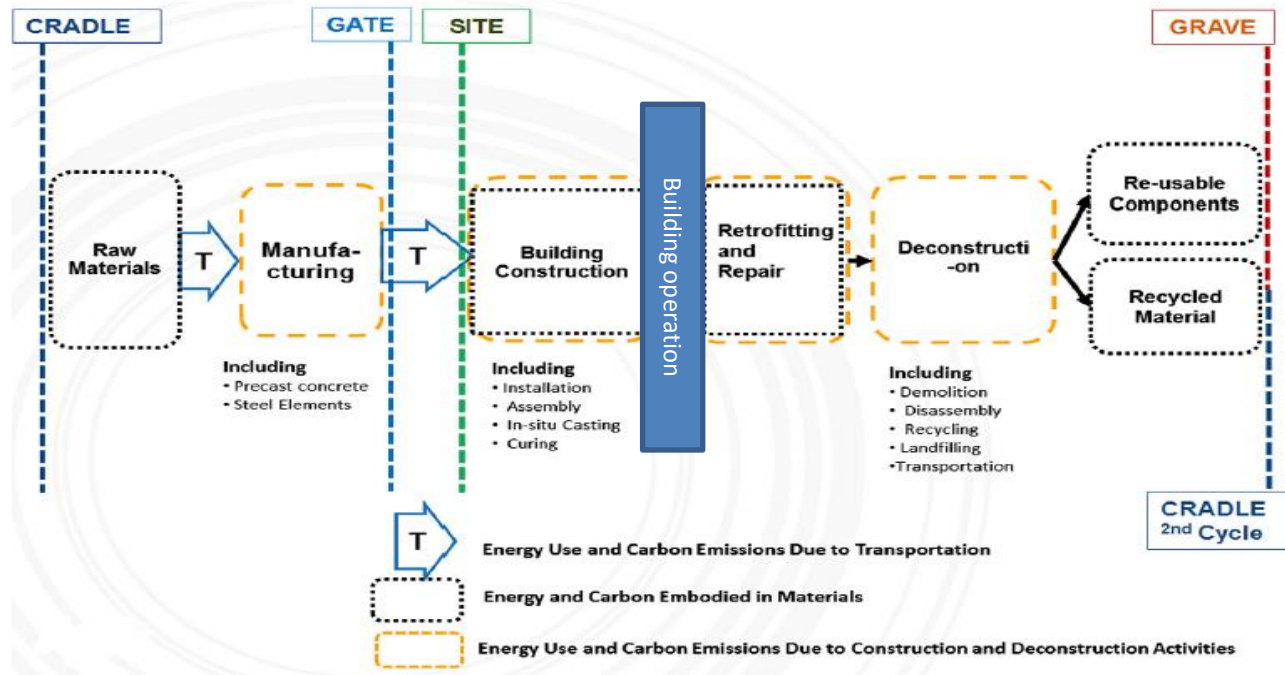 CRADLE
GATE
SITE
GRAVE
Raw
Materials
T
Manufa-
cturing
T
Building
Construction
Building operation
Retrofitting
and
Repair
Deconstructi
-on
Re-usable
Components
Recycled
Material
Including
• Precast concrete
• Steel Elements
Including
• Installation
• Assembly
• In-situ Casting
• Curing
Including
• Demolition
• Disassembly
• Recycling
• Landfilling
•Transportation
CRADLE
2nd Cycle
T
Energy Use and Carbon Emissions Due to Transportation
Energy and Carbon Embodied in Materials
Energy Use and Carbon Emissions Due to Construction and Deconstruction Activities